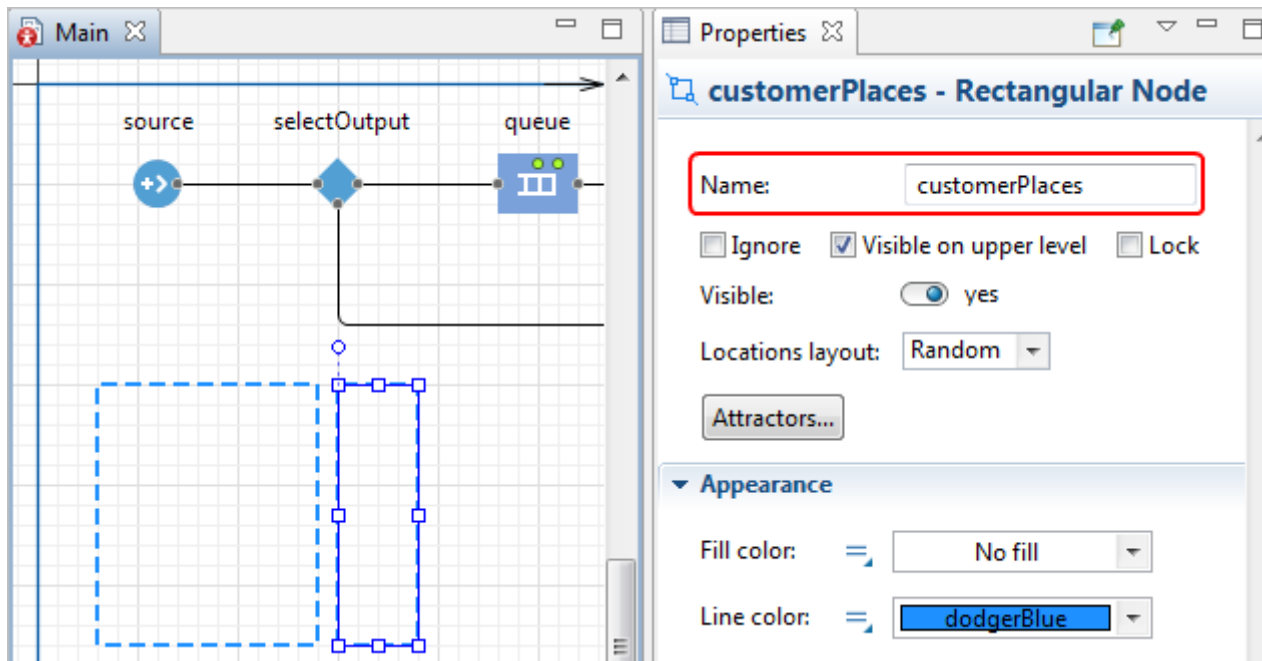 Main
source
selectOutput
queue
Properties
customerPlaces - Rectangular Node
Name: customerPlaces
Ignore Visible on upper level Lock
Visible: yes
Locations layout: Random
Attractors...
Appearance
Fill color: No fill
Line color: dodgerBlue